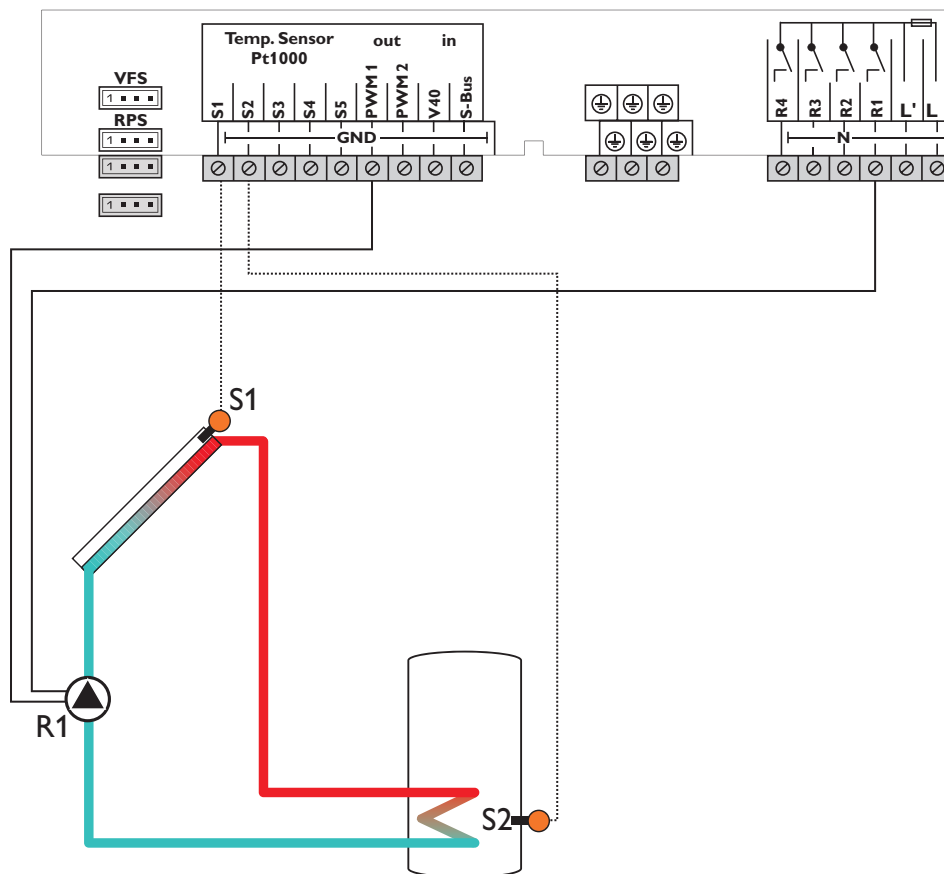 Temp. Sensor out in
Pt1000
VFS
1
RPS
1
1
1
S1 S2 S3 S4 S5 PWM 1 PWM 2 V40 S-Bus
GND
R4 R3 R2 R1 L' L
N
S1
R1
S2